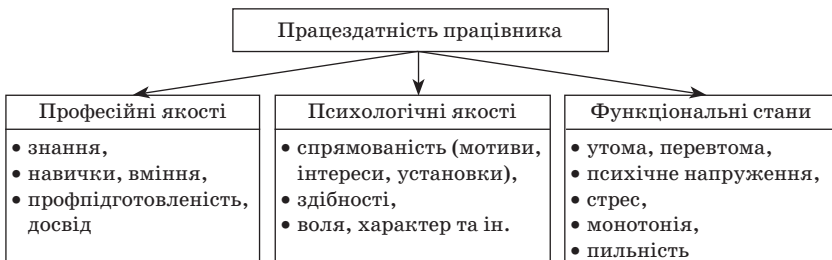 Працездатність працівника
Професійні якості
• знання,
• навички, вміння,
• профпідготовленість,
досвід
Психологічні якості
• спрямованість (мотиви,
інтереси, установки),
• здібності,
• воля, характер та ін.
Функціональні стани
• утома, перевтома,
• психічне напруження,
• стрес,
• монотонія,
• пильність